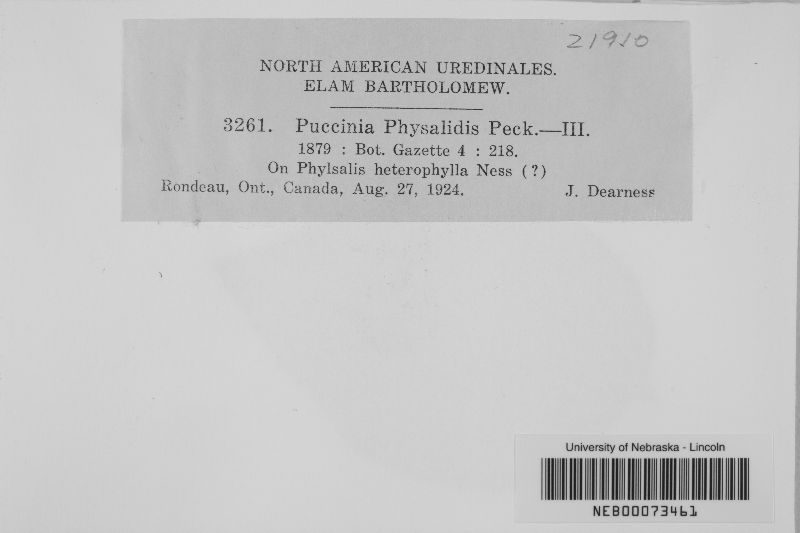 21910
NORTH AMERICAN UREDINALES.
ELAM BARTHOLOMEW.
3261. Puccinia Physalidis Peck.—III.
1879 : Bot. Gazette 4 : 218.
On Phylsalis heterophylla Ness (?)
Rondeau, Ont., Canada, Aug. 27, 1924. J. Dearness
University of Nebraska - Lincoln
NEB00073461